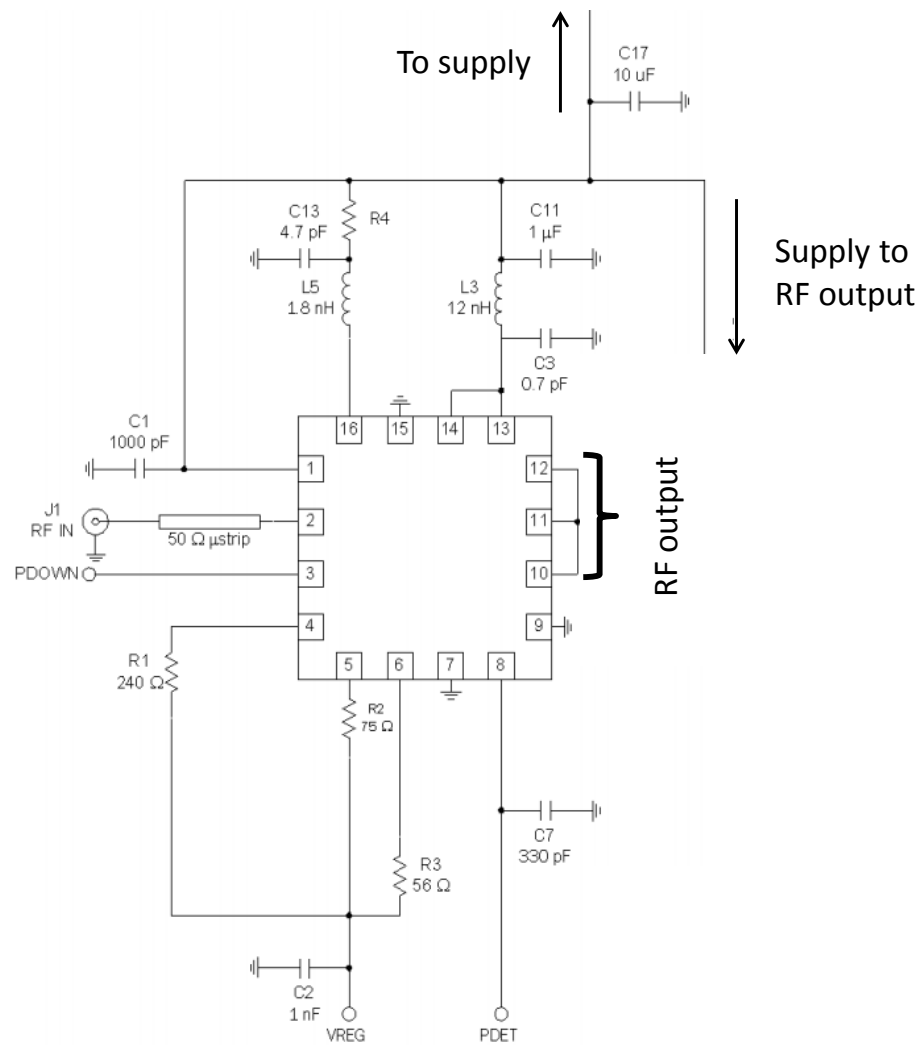 To supply
C17
10 uF
C13
4.7 pF
R4
C11
1 µF
L5
1.8 nH
L3
12 nH
C3
0.7 pF
Supply to
RF output
C1
1000 pF
16
15
14
13
1
12
J1
RF IN
50 Ω µstrip
2
11
RF output
PDOWN
3
10
4
9
R1
240 Ω
5
6
7
8
R2
75 Ω
C7
330 pF
R3
56 Ω
C2
1 nF
VREG
PDET